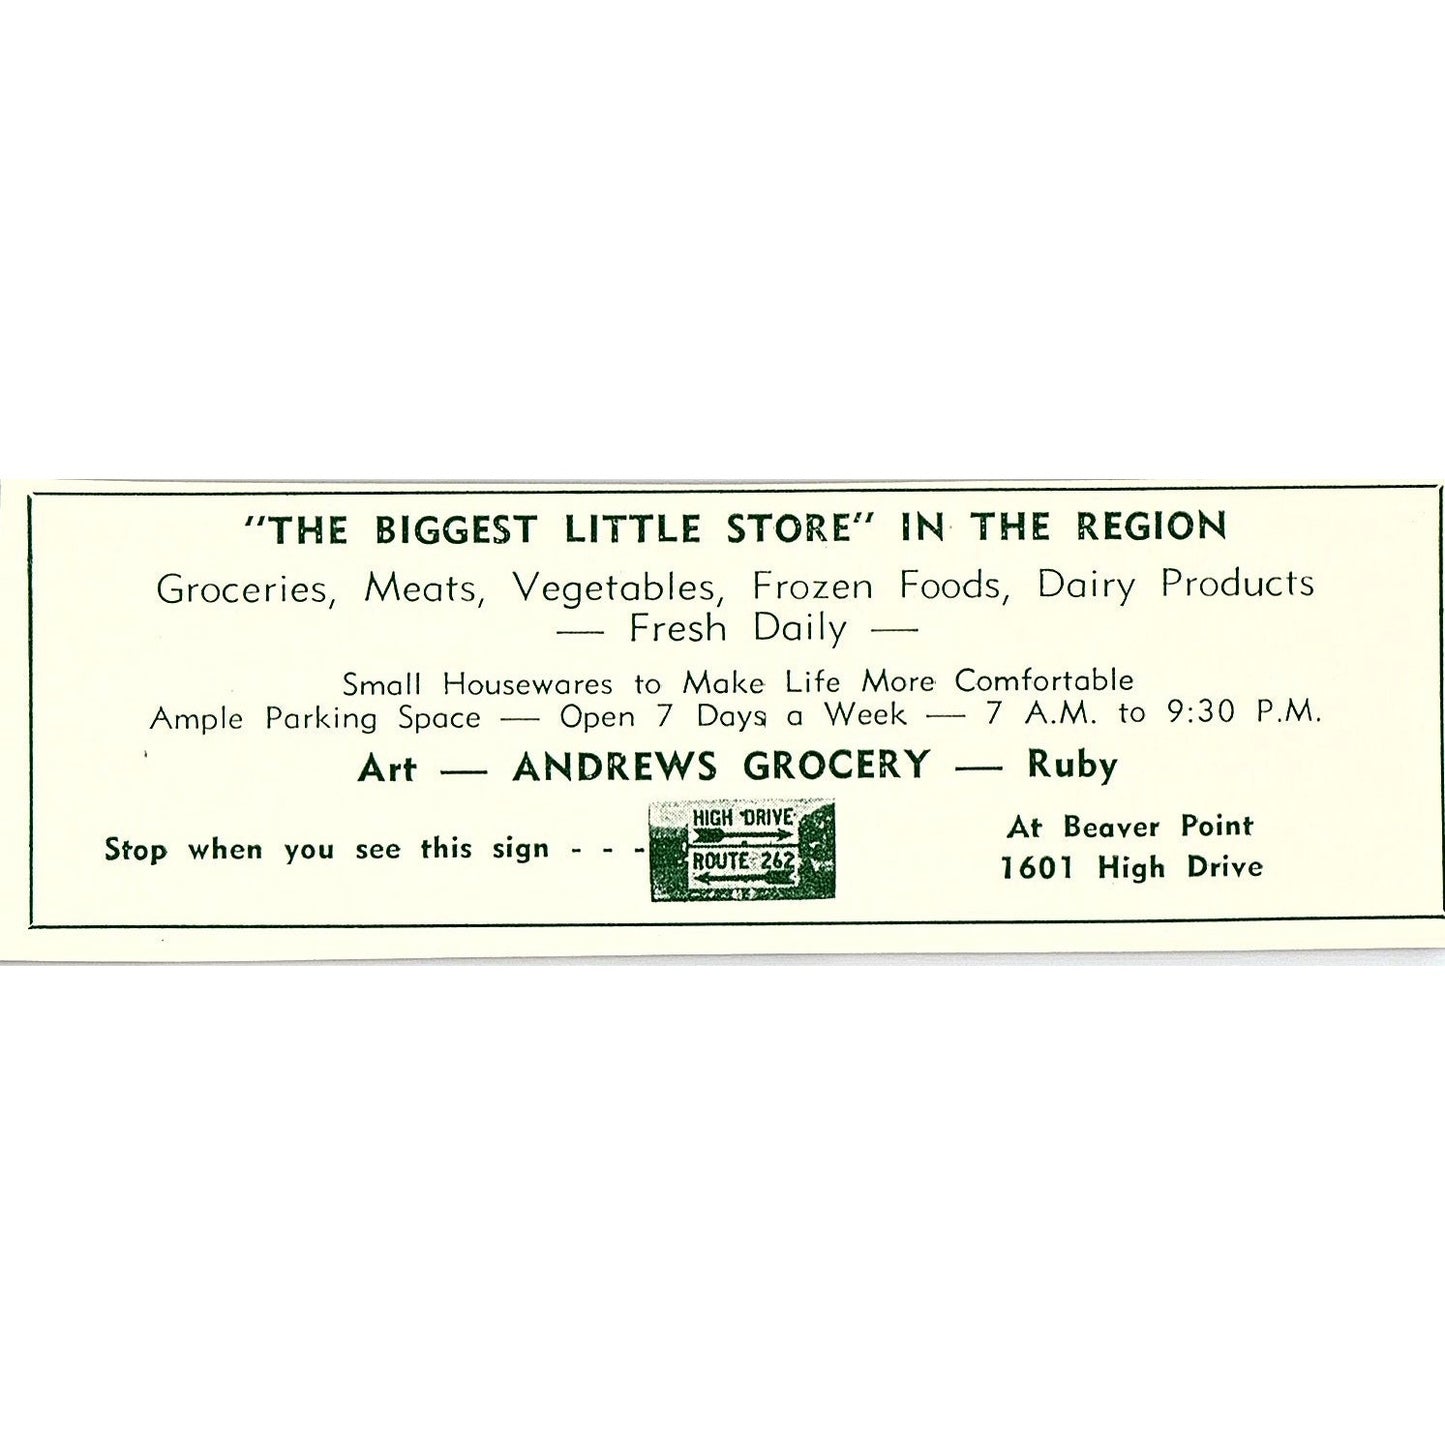 "THE BIGGEST LITTLE STORE" IN THE REGION
Groceries, Meats, Vegetables, Frozen Foods, Dairy Products
— Fresh Daily —
Small Housewares to Make Life More Comfortable
Ample Parking Space — Open 7 Days a Week — 7 A.M. to 9:30 P.M.
Art — ANDREWS GROCERY — Ruby
Stop when you see this sign - - -
HIGH DRIVE
ROUTE 262
At Beaver Point
1601 High Drive